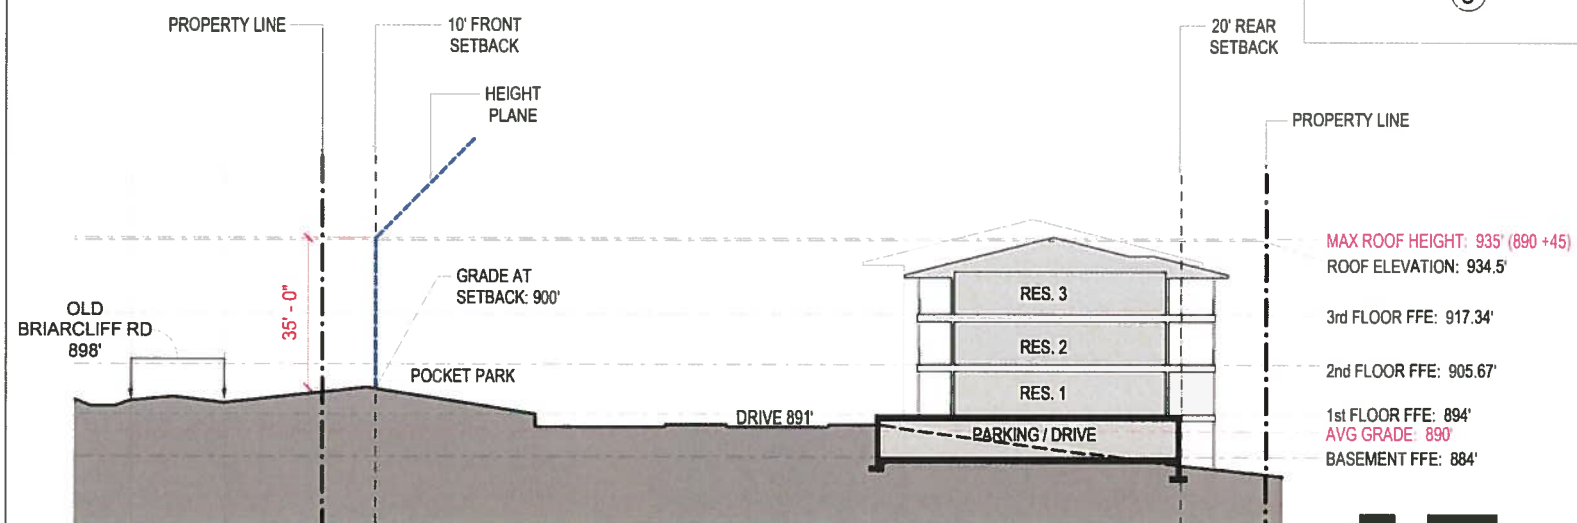 PROPERTY LINE
10' FRONT
SETBACK
20' REAR
SETBACK
HEIGHT
PLANE
PROPERTY LINE
35' - 0"
GRADE AT
SETBACK: 900'
OLD
BRIARCLIFF RD
898'
POCKET PARK
DRIVE 891'
RES. 3
RES. 2
RES. 1
PARKING / DRIVE
MAX ROOF HEIGHT: 935' (890 +45)
ROOF ELEVATION: 934.5'
3rd FLOOR FFE: 917.34'
2nd FLOOR FFE: 905.67'
1st FLOOR FFE: 894'
AVG GRADE: 890'
BASEMENT FFE: 884'